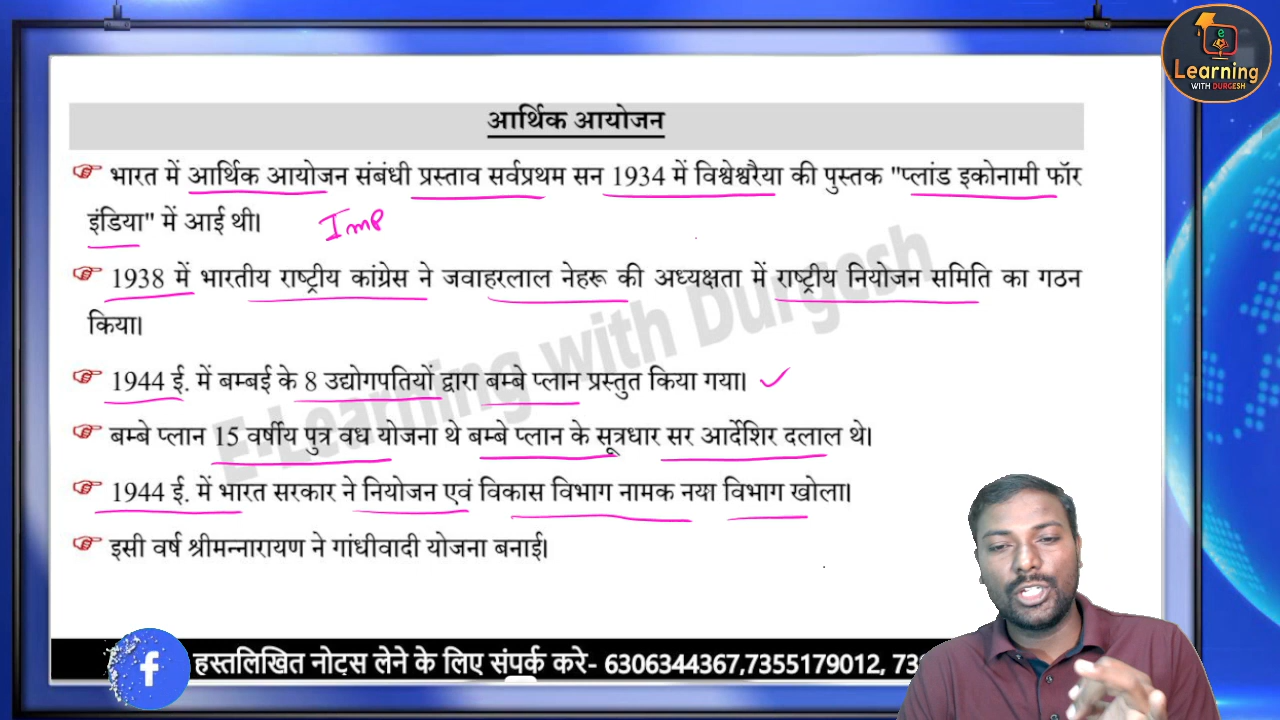 e
Learning
WITH DURGESH
आर्थिक आयोजन
भारत में आर्थिक आयोजन संबंधी प्रस्ताव सर्वप्रथम सन 1934 में विश्वेश्वरैया की पुस्तक "प्लांड इकोनामी फॉर
इंडिया" में आई थी।
Imp
1938 में भारतीय राष्ट्रीय कांग्रेस ने जवाहरलाल नेहरू की अध्यक्षता में राष्ट्रीय नियोजन समिति का गठन
किया।
1944 ई. में बम्बई के 8 उद्योगपतियों द्वारा बम्बे प्लान प्रस्तुत किया गया।
बम्बे प्लान 15 वर्षीय पुत्र वध योजना थे बम्बे प्लान के सूत्रधार सर आर्देशिर दलाल थे।
1944 ई. में भारत सरकार ने नियोजन एवं विकास विभाग नामक नया विभाग खोला।
इसी वर्ष श्रीमन्नारायण ने गांधीवादी योजना बनाई।
E-Learning with Durgesh
f
हस्तलिखित नोट्स लेने के लिए संपर्क करे- 6306344367,7355179012,